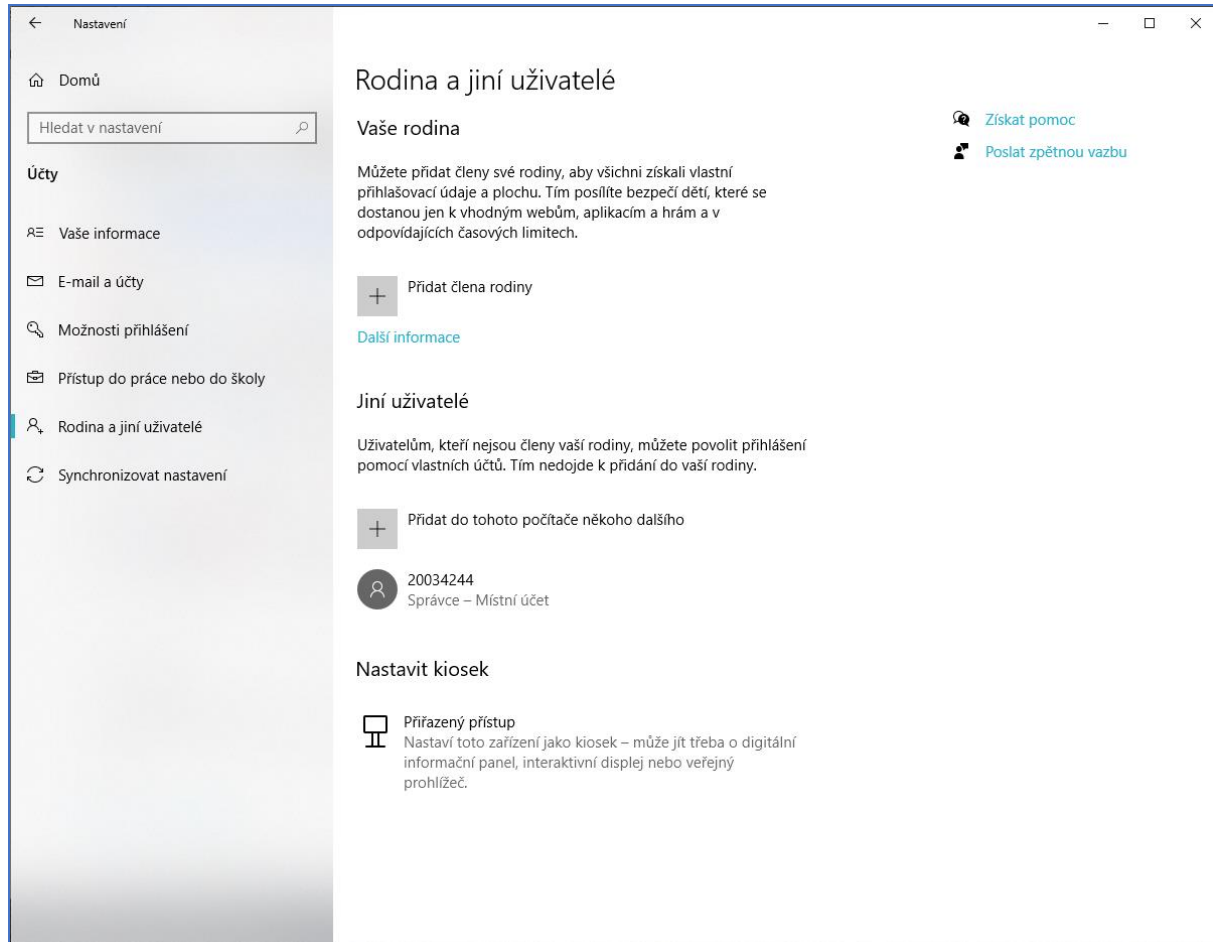 Nastavení
Domů
Hledat v nastavení
Účty
Vaše informace
E-mail a účty
Možnosti přihlášení
Přístup do práce nebo do školy
Rodina a jiní uživatelé
Synchronizovat nastavení
Rodina a jiní uživatelé
Vaše rodina
Můžete přidat členy své rodiny, aby všichni získali vlastní
přihlašovací údaje a plochu. Tím posílíte bezpečí dětí, které se
dostanou jen k vhodným webům, aplikacím a hrám a v
odpovídajících časových limitech.
Přidat člena rodiny
Další informace
Jiní uživatelé
Uživatelům, kteří nejsou členy vaší rodiny, můžete povolit přihlášení
pomocí vlastních účtů. Tím nedojde k přidání do vaší rodiny.
Přidat do tohoto počítače někoho dalšího
20034244
Správce – Místní účet
Nastavit kiosek
Přiřazený přístup
Nastaví toto zařízení jako kiosek – může jít třeba o digitální
informační panel, interaktivní displej nebo veřejný
prohlížeč.
Získat pomoc
Poslat zpětnou vazbu